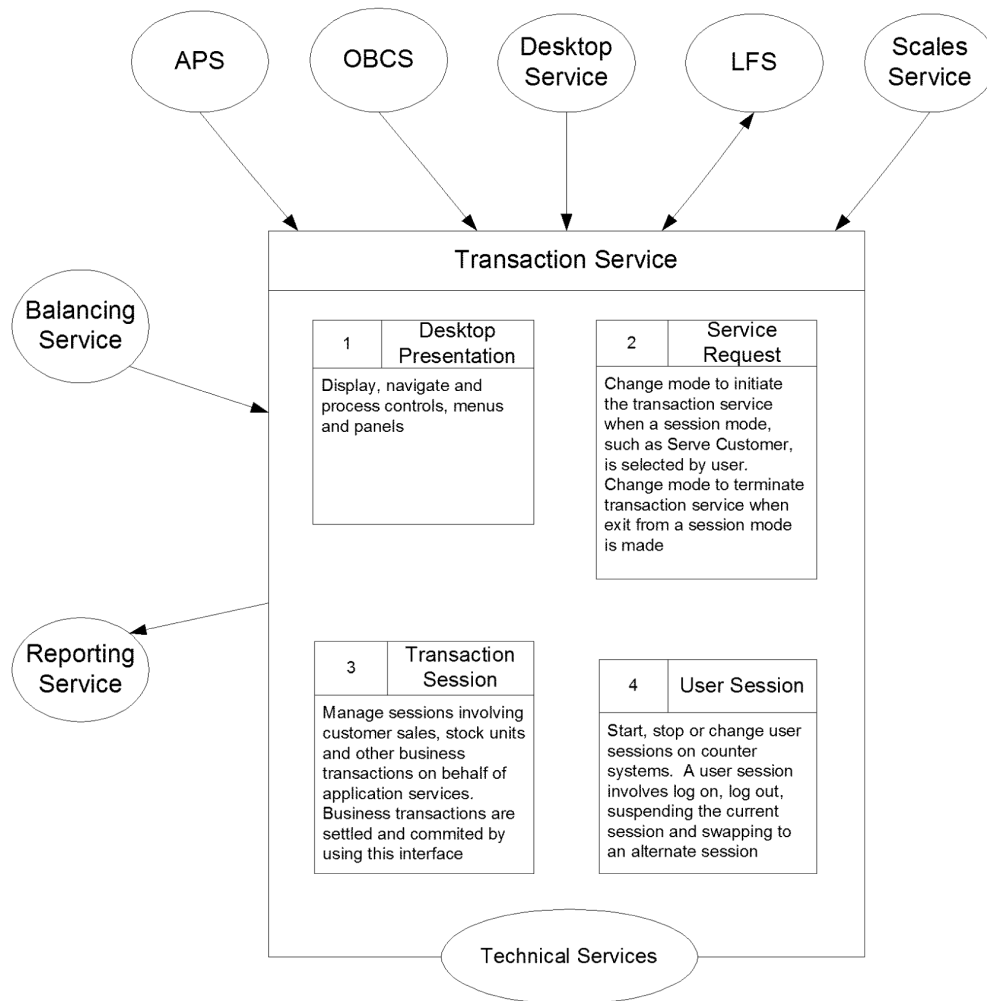 APS
OBCS
Desktop
Service
LFS
Scales
Service
Transaction Service
Balancing
Service
1
Desktop
Presentation
Display, navigate and
process controls, menus
and panels
2
Service
Request
Change mode to initiate
the transaction service
when a session mode,
such as Serve Customer,
is selected by user.
Change mode to terminate
transaction service when
exit from a session mode
is made
Reporting
Service
3
Transaction
Session
Manage sessions involving
customer sales, stock units
and other business
transactions on behalf of
application services.
Business transactions are
settled and commited by
using this interface
4
User Session
Start, stop or change user
sessions on counter
systems.  A user session
involves log on, log out,
suspending the current
session and swapping to
an alternate session
Technical Services